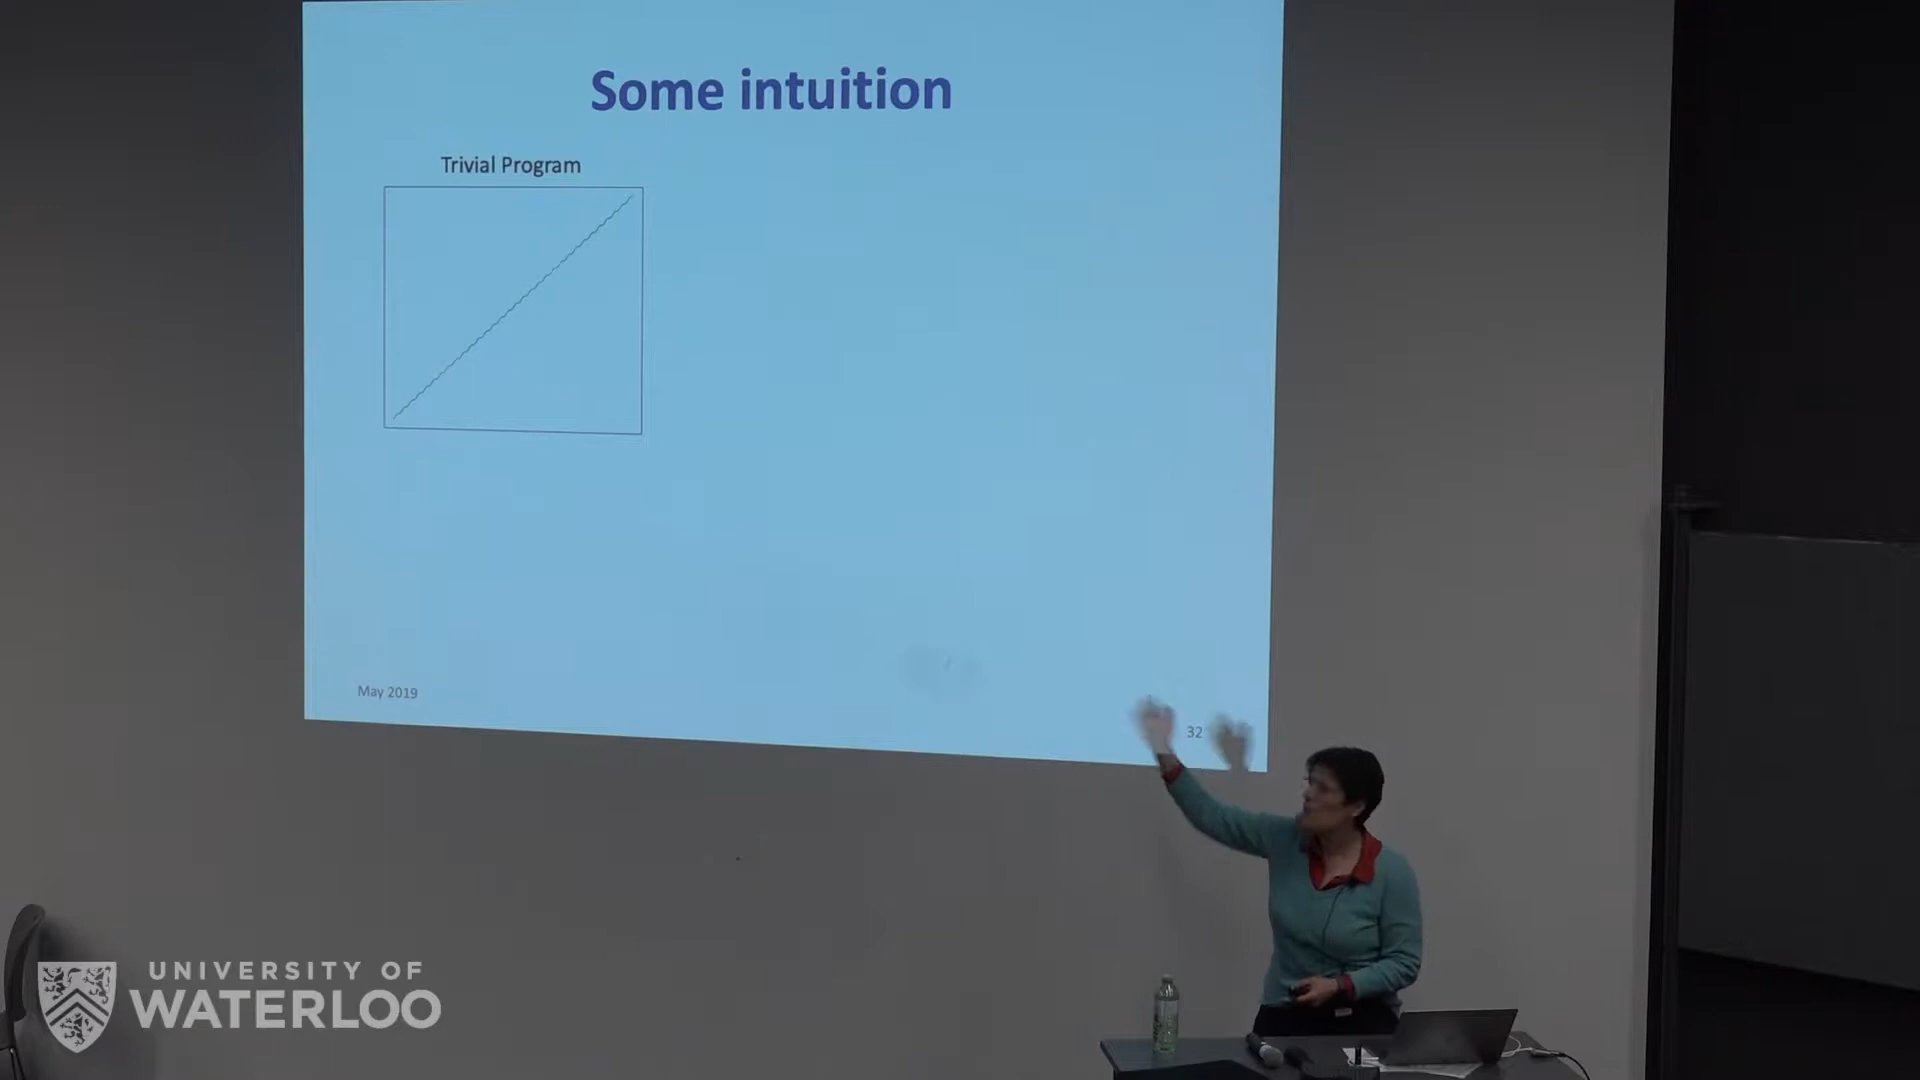 Some intuition
Trivial Program
May 2019
32
UNIVERSITY OF
WATERLOO